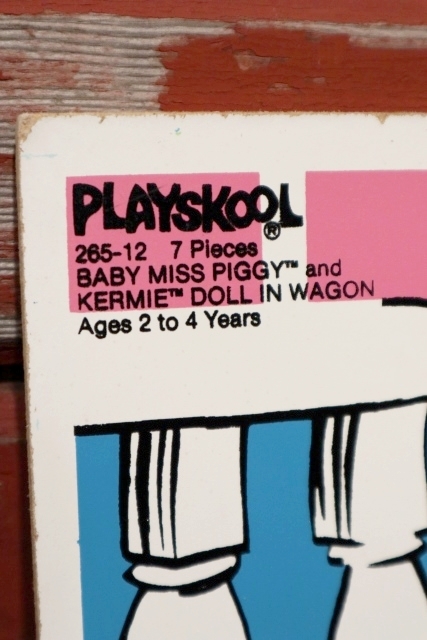 PLAYSKOOL®
265-12 7 Pieces
BABY MISS PIGGY™ and
KERMIE™ DOLL IN WAGON
Ages 2 to 4 Years